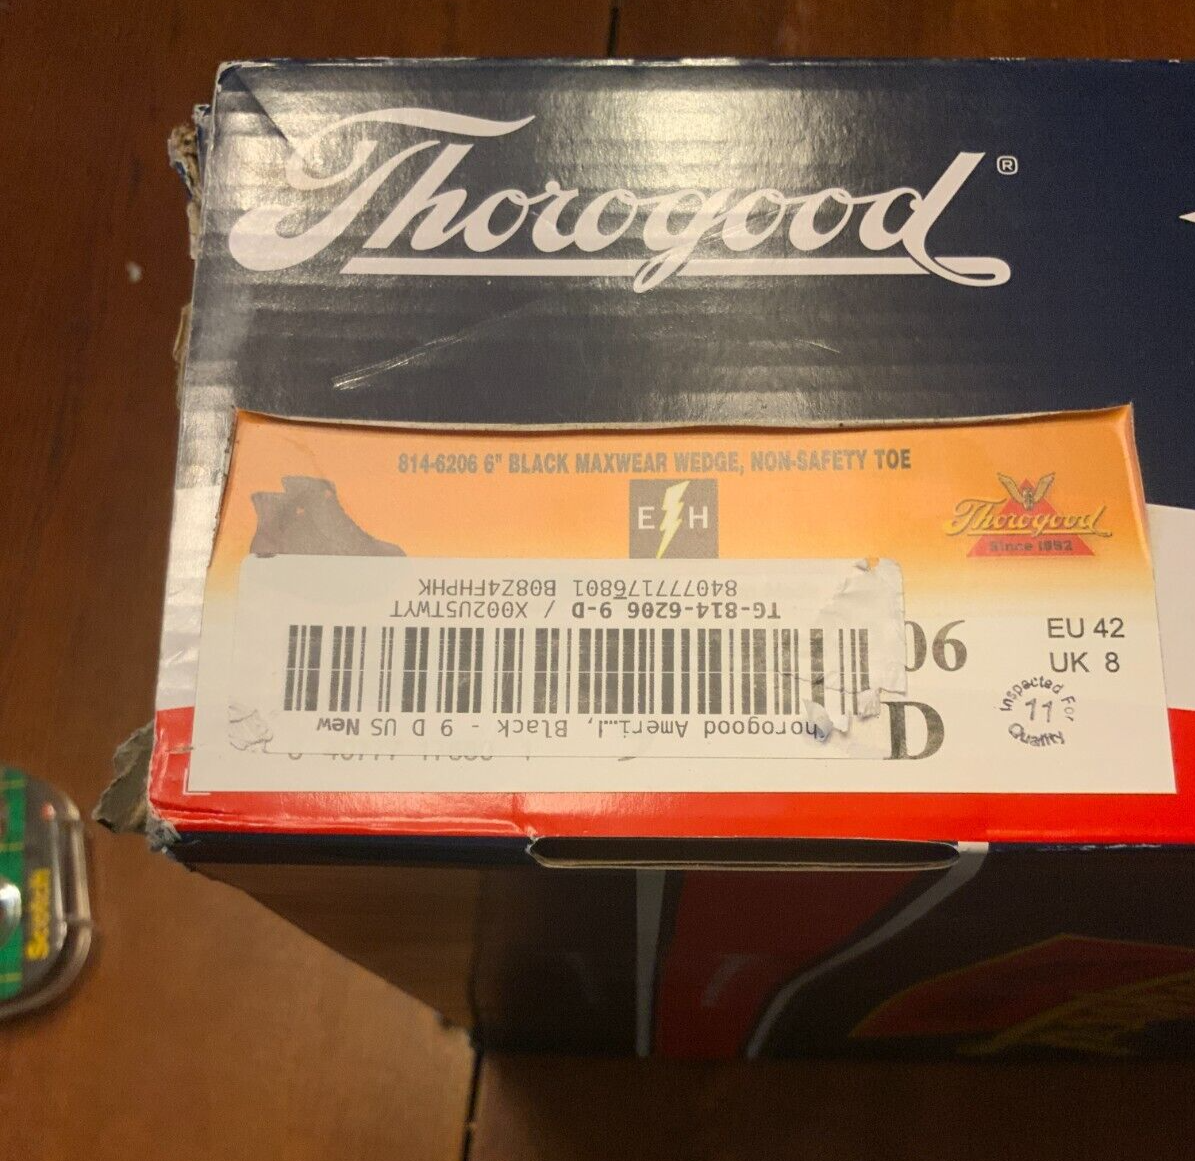 Thorogood®
814-6206 6" BLACK MAXWEAR WEDGE, NON-SAFETY TOE
E H
Thorogood
Since 1892
840777176801 B08Z4FHPHK
TG-814-6206 9-D / X002U5TWYT
horogood Ameri...!, Black - 9 D US New
06
D
EU 42
UK 8
Inspected For
11
Quality
Scotch